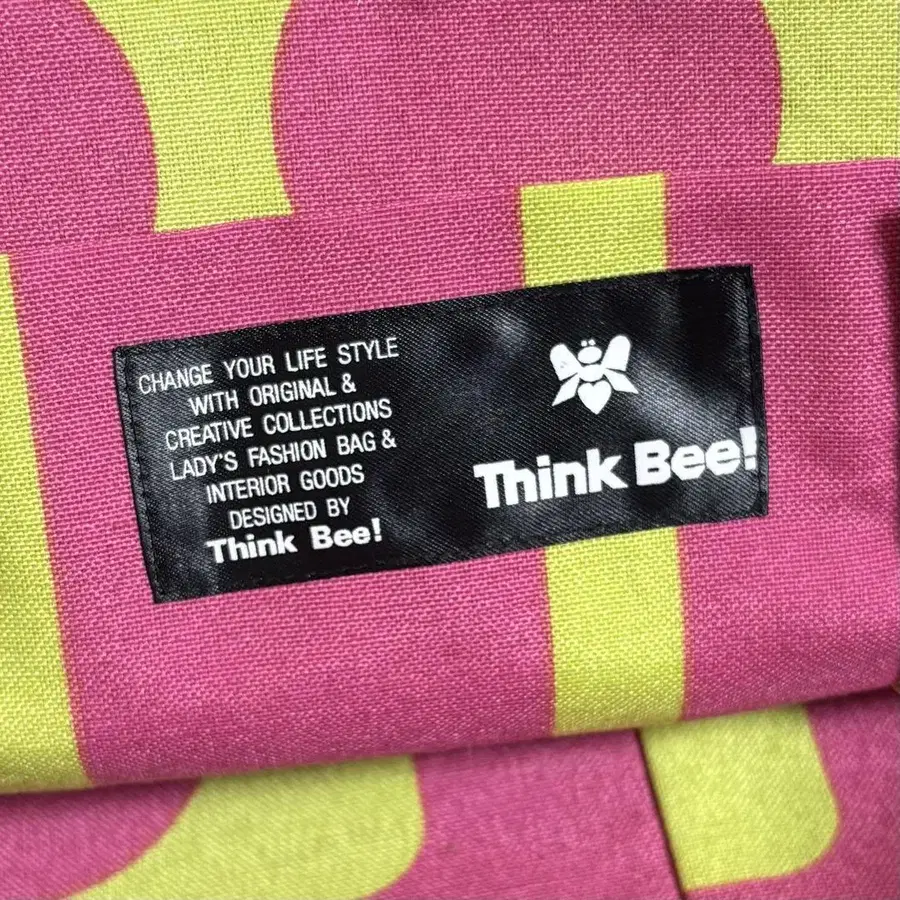 CHANGE YOUR LIFE STYLE
WITH ORIGINAL &
CREATIVE COLLECTIONS
LADY'S FASHION BAG &
INTERIOR GOODS
DESIGNED BY
Think Bee!
Think Bee!